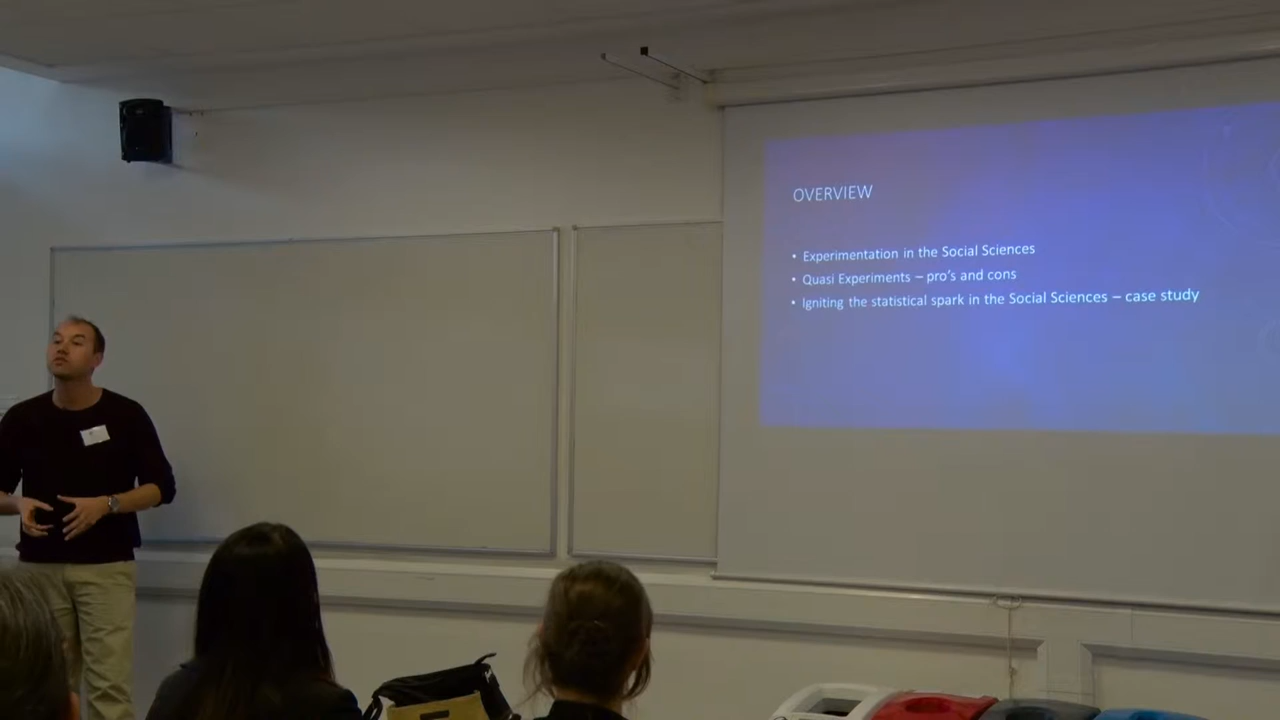 OVERVIEW
• Experimentation in the Social Sciences
• Quasi Experiments – pro's and cons
• Igniting the statistical spark in the Social Sciences – case study